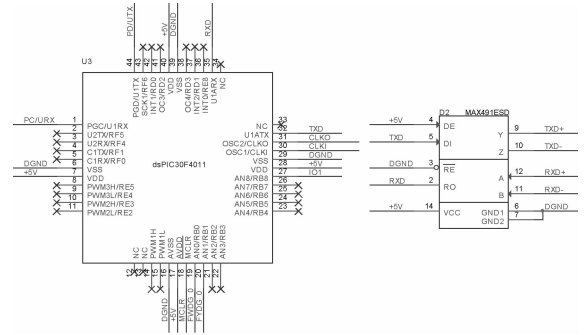 PD/UTX
+5V
DGND
RXD
U3
44
43
42
41
40
39
38
37
36
35
34
PGD/U1TX
SCK1/RF6
INT1/RD0
OC3/RD2
VDD
VSS
OC4/RD3
INT2/RD1
INT0/RE8
U1ARX
NC
PC/URX 1 PGC/U1RX
2 U2TX/RF5
3 U2RX/RF4
4 C1TX/RF1
5 C1RX/RF0
DGND 6 VSS
+5V 7 VDD
8 PWM3H/RE5
9 PWM3L/RE4
10 PWM2H/RE3
11 PWM2L/RE2
dsPIC30F4011
NC 33
U1ATX 32 TXD
OSC2/CLKO 31 CLKO
OSC1/CLKI 30 CLKI
VSS 29 DGND
VDD 28 +5V
AN8/RB8 27 IO1
AN7/RB7 26
AN6/RB6 25
AN5/RB5 24
AN4/RB4 23
NC
NC
PWM1H
PWM1L
AVSS
AVDD
MCLR
AN0/RB0
AN1/RB1
AN2/RB2
AN3/RB3
12
13
14
15
16
17
18
19
20
21
22
DGND
+5V
MCLR
FWDG_0
FYDG_0
D2 MAX491ESD
+5V 4 DE
TXD 5 DI
DGND 3 RE
RXD 2 RO
+5V 14 VCC
Y 9 TXD+
Z 10 TXD-
A 12 RXD+
B 11 RXD-
GND1 6 DGND
GND2 7